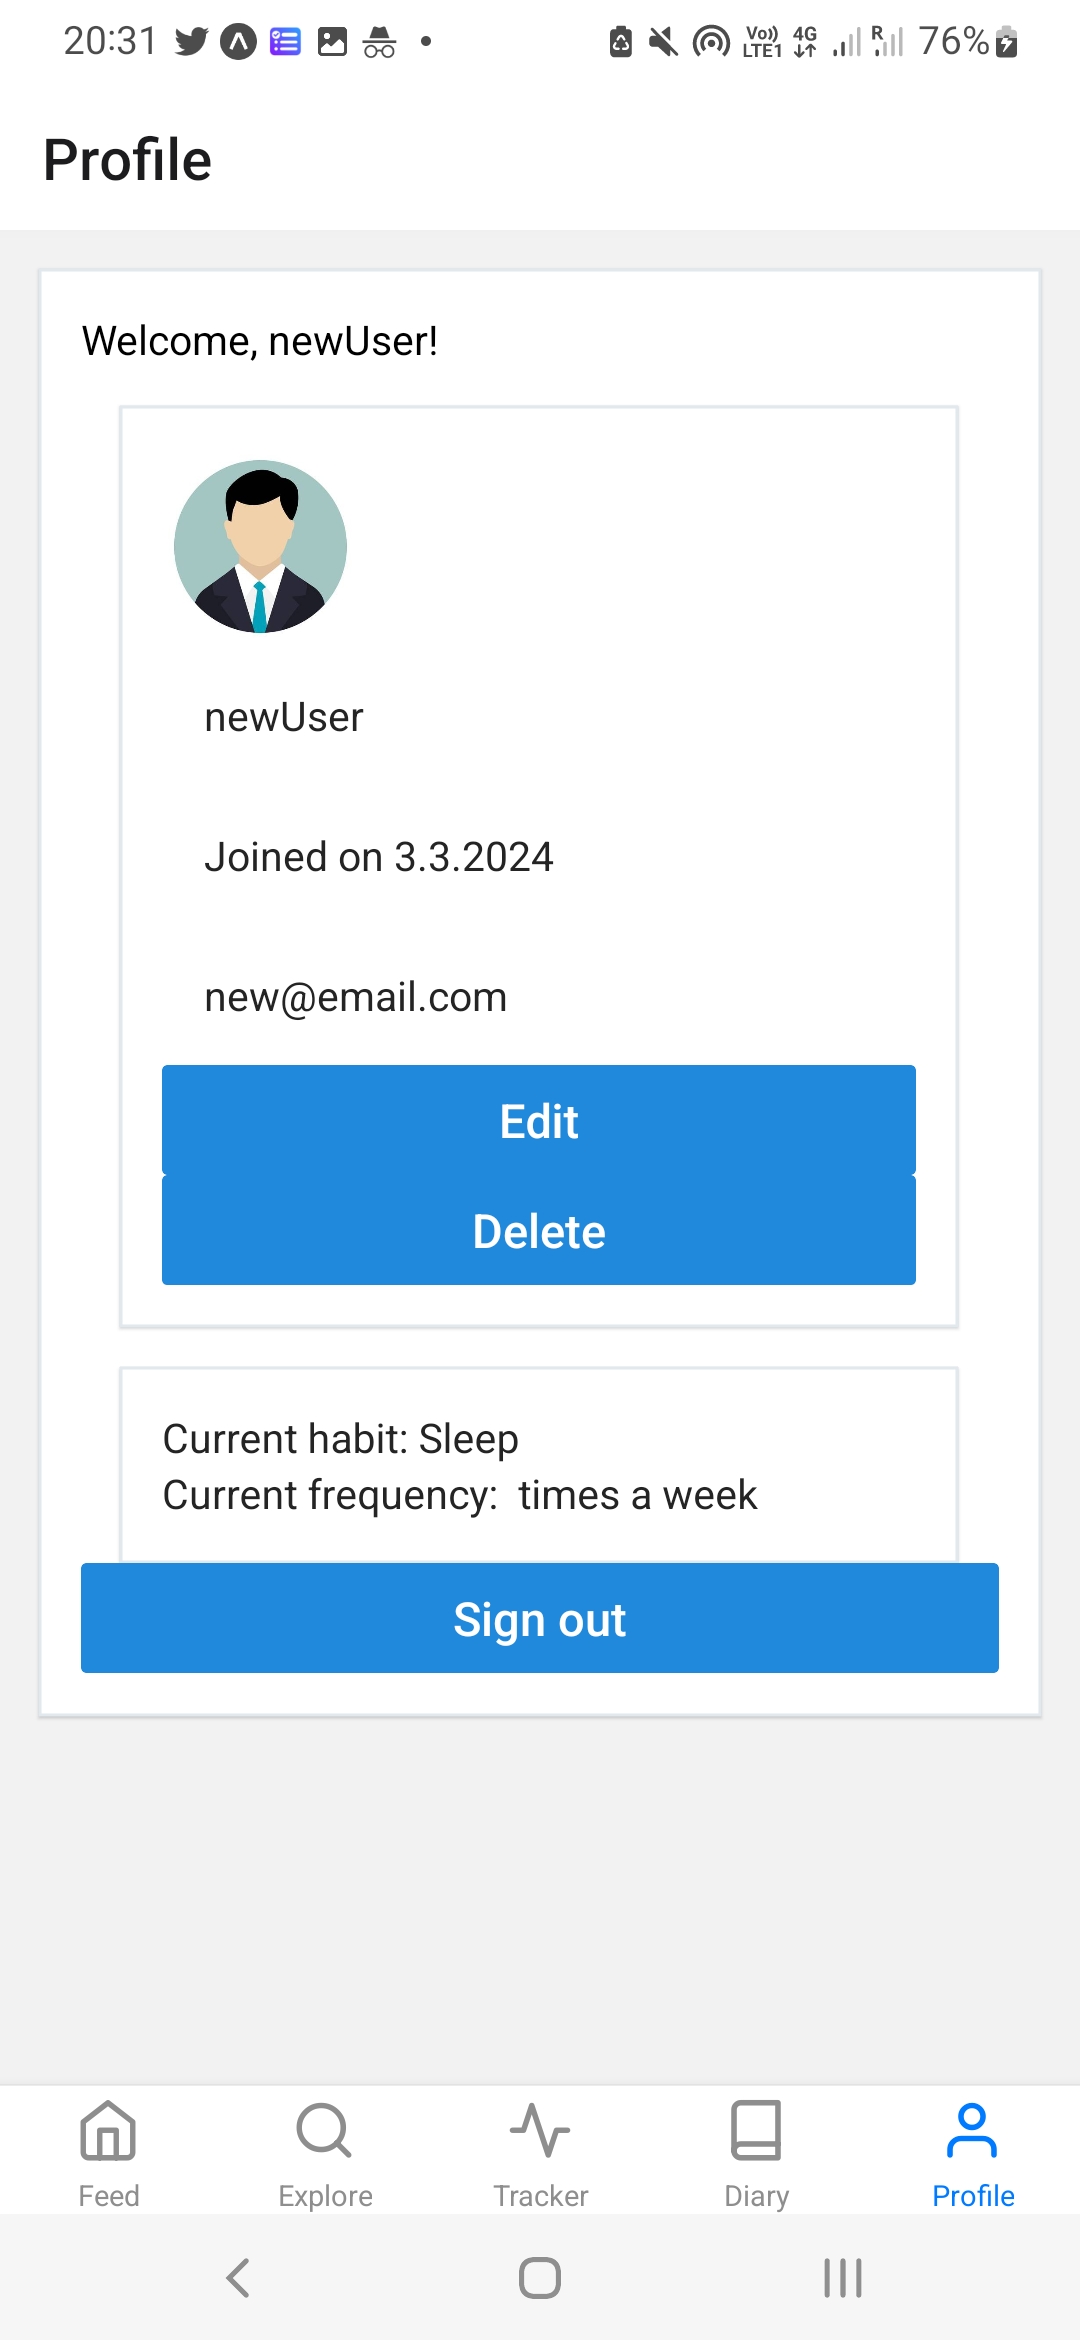 20:31
Vo)) LTE1 4G R 76%
Profile
Welcome, newUser!
newUser
Joined on 3.3.2024
new@email.com
Edit
Delete
Current habit: Sleep
Current frequency:  times a week
Sign out
Feed Explore Tracker Diary Profile